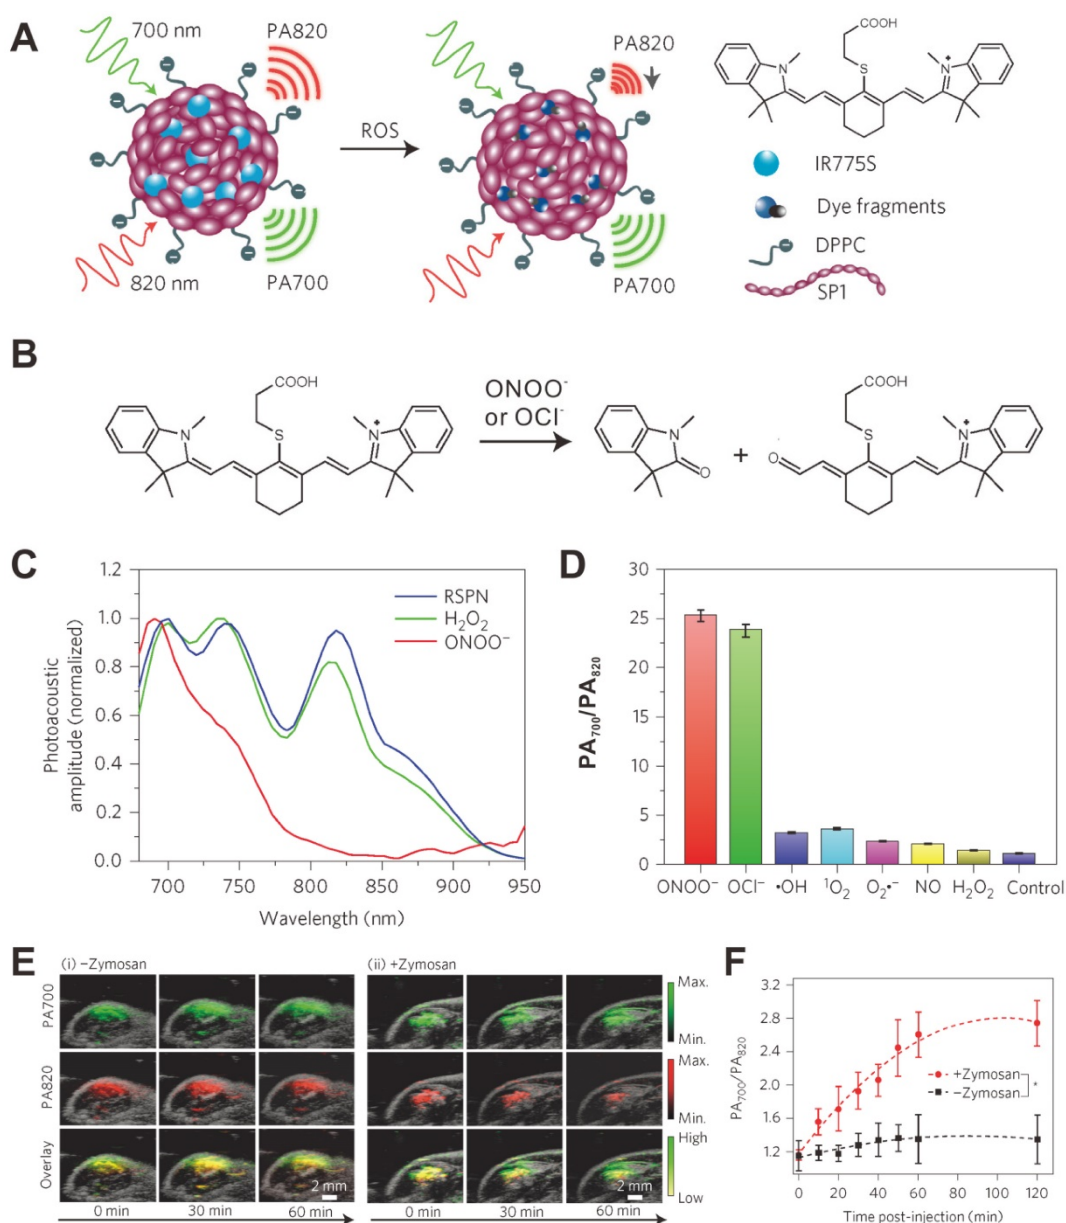 A
700 nm
PA820
ROS
820 nm
PA700
PA820
PA700
COOH
N
S
N+
IR775S
Dye fragments
DPPC
SP1
B
COOH
N
S
N+
ONOO⁻
or OCl⁻
N
O
+
COOH
O
S
N+
C
Photoacoustic
amplitude (normalized)
1.2
1.0
0.8
0.6
0.4
0.2
0.0
RSPN
H₂O₂
ONOO⁻
700 750 800 850 900 950
Wavelength (nm)
D
PA₇₀₀/PA₈₂₀
30
25
20
15
10
5
0
ONOO⁻ OCl⁻ •OH ¹O₂ O₂•⁻ NO H₂O₂ Control
E
(i) −Zymosan
(ii) +Zymosan
PA700
PA820
Overlay
Max.
Min.
Max.
Min.
High
Low
2 mm
2 mm
0 min 30 min 60 min
0 min 30 min 60 min
F
PA₇₀₀/PA₈₂₀
3.2
2.8
2.4
2.0
1.6
1.2
+Zymosan
−Zymosan
*
0 20 40 60 80 100 120
Time post-injection (min)